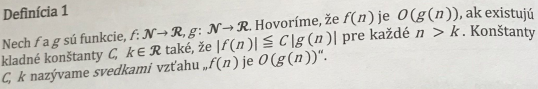 Definícia 1
Nech f a g sú funkcie, f: 𝒩 → ℛ, g: 𝒩 → ℛ. Hovoríme, že f(n) je O(g(n)), ak existujú
kladné konštanty C, k ∈ ℛ také, že |f(n)| ≦ C|g(n)| pre každé n > k. Konštanty
C, k nazývame svedkami vzťahu „f(n) je O(g(n))“.